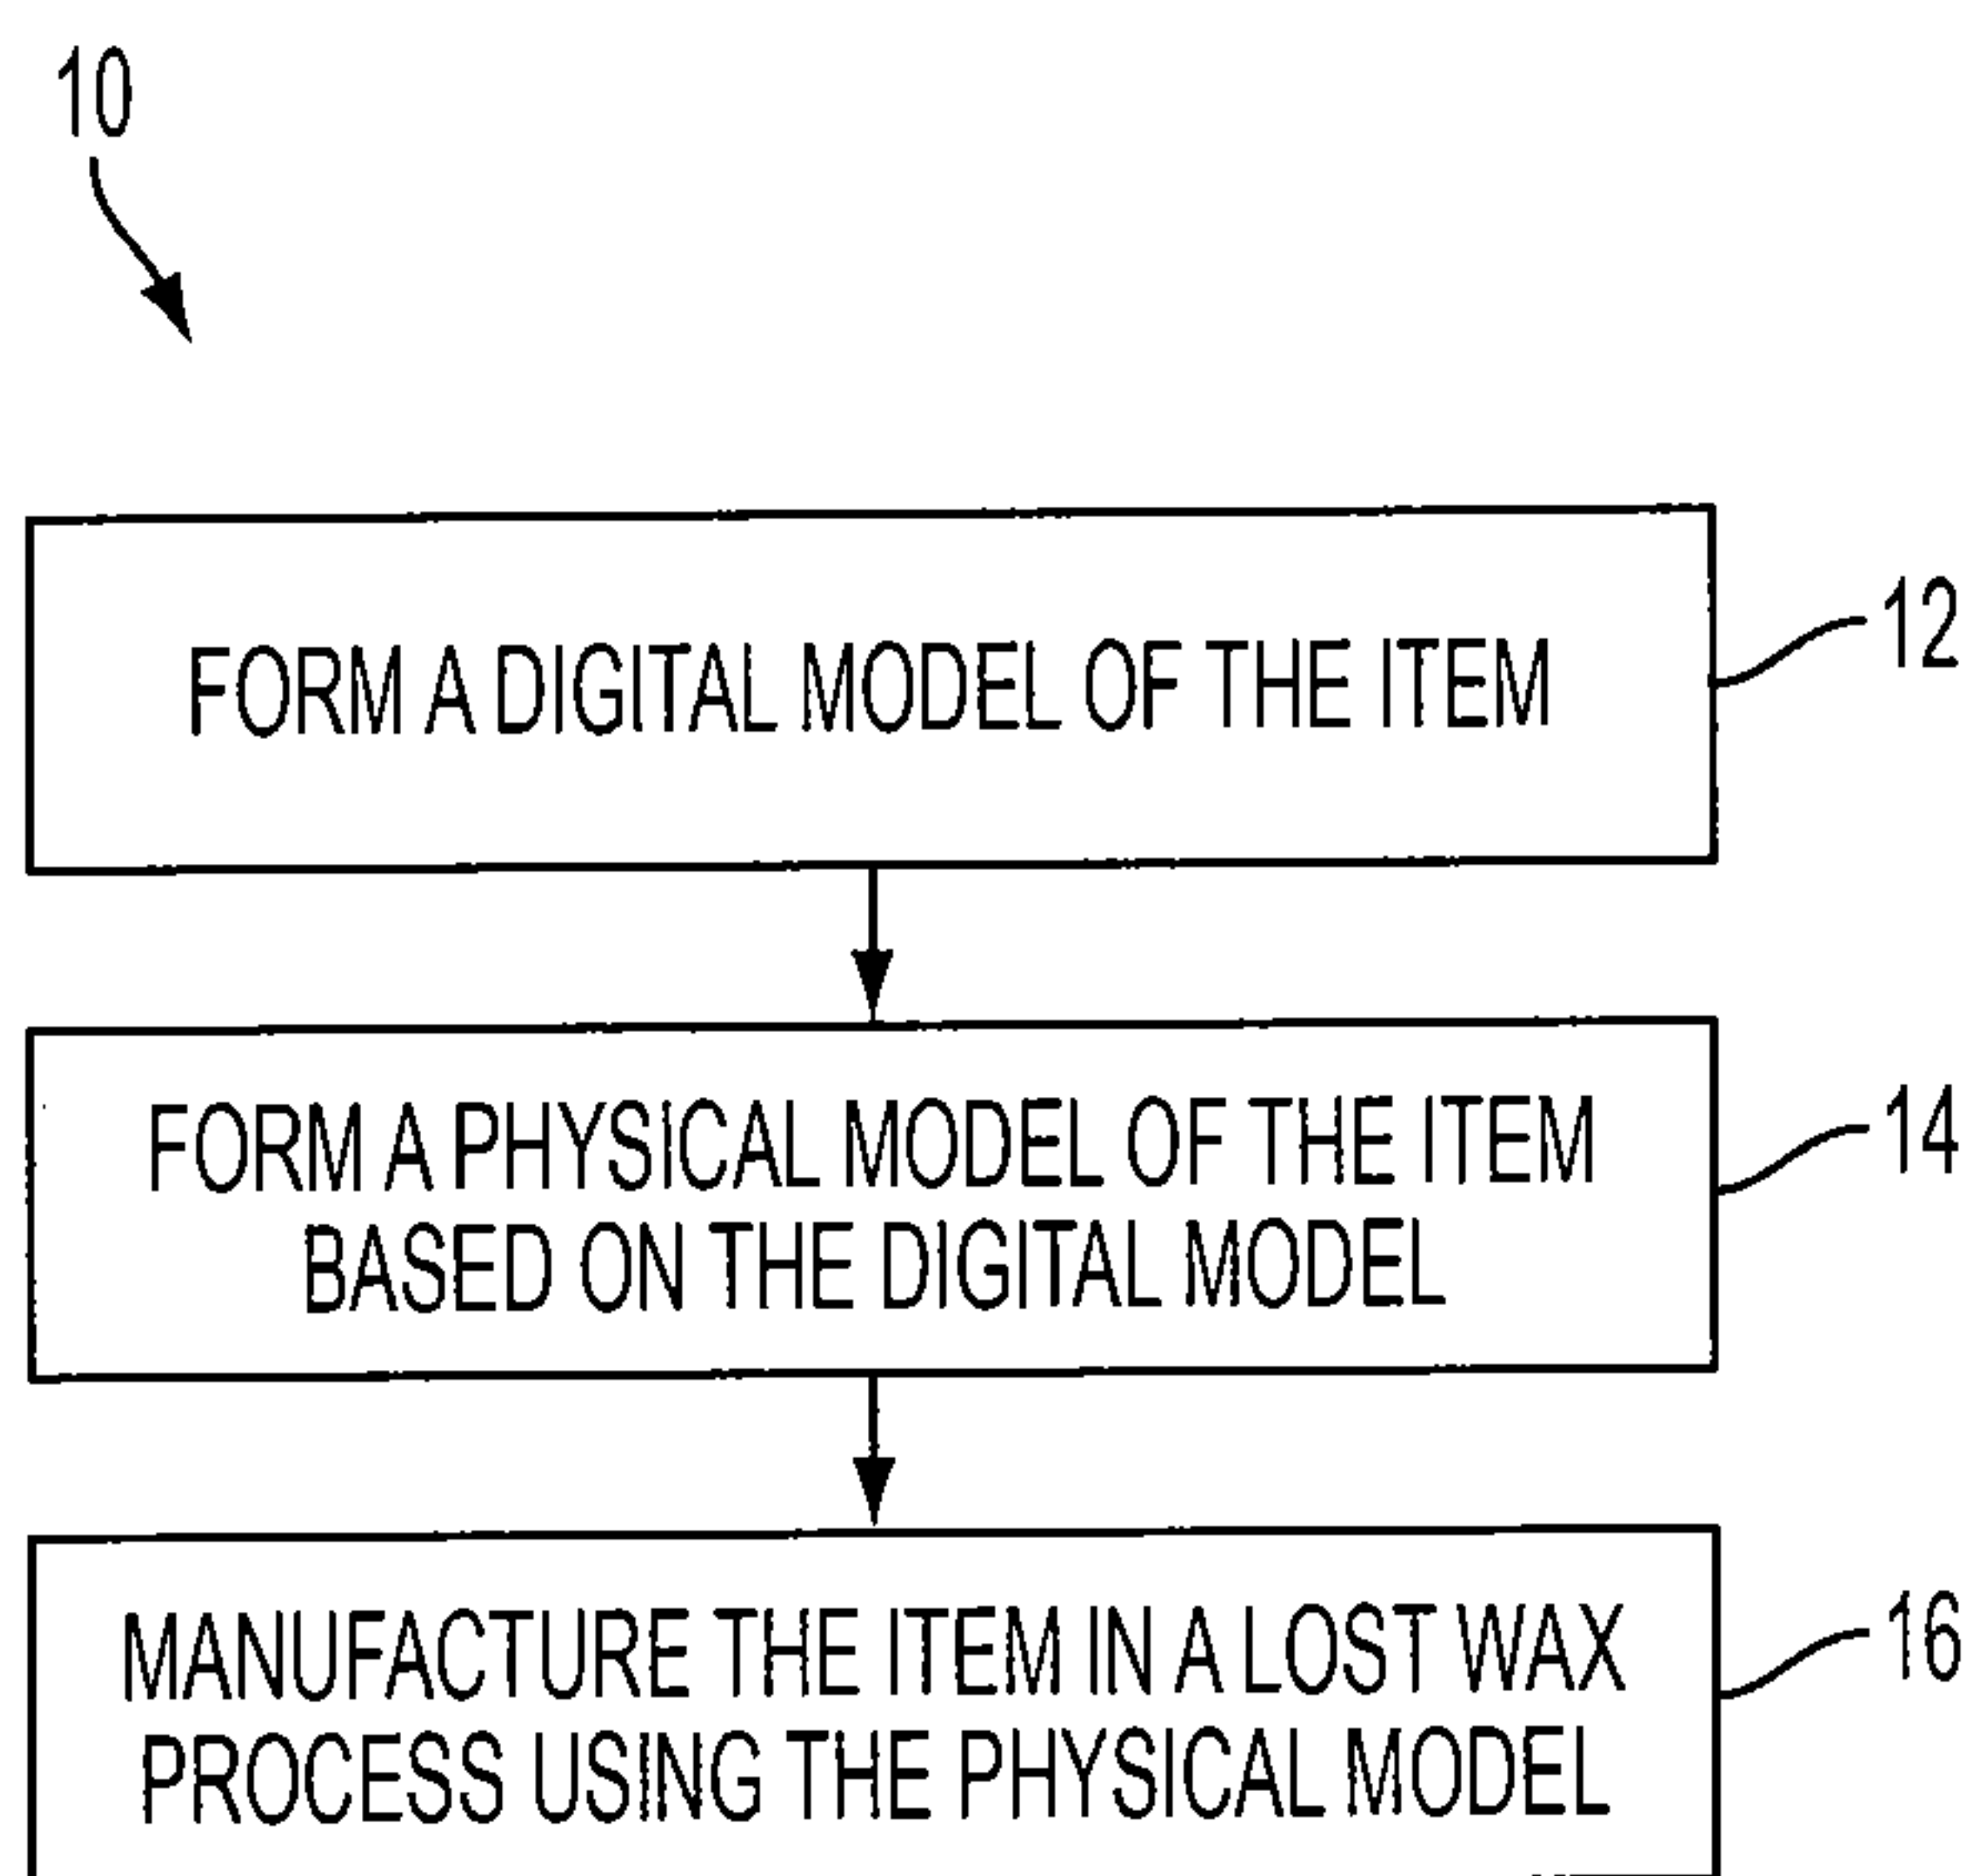 10
FORM A DIGITAL MODEL OF THE ITEM
12
FORM A PHYSICAL MODEL OF THE ITEM
BASED ON THE DIGITAL MODEL
14
MANUFACTURE THE ITEM IN A LOST WAX
PROCESS USING THE PHYSICAL MODEL
16